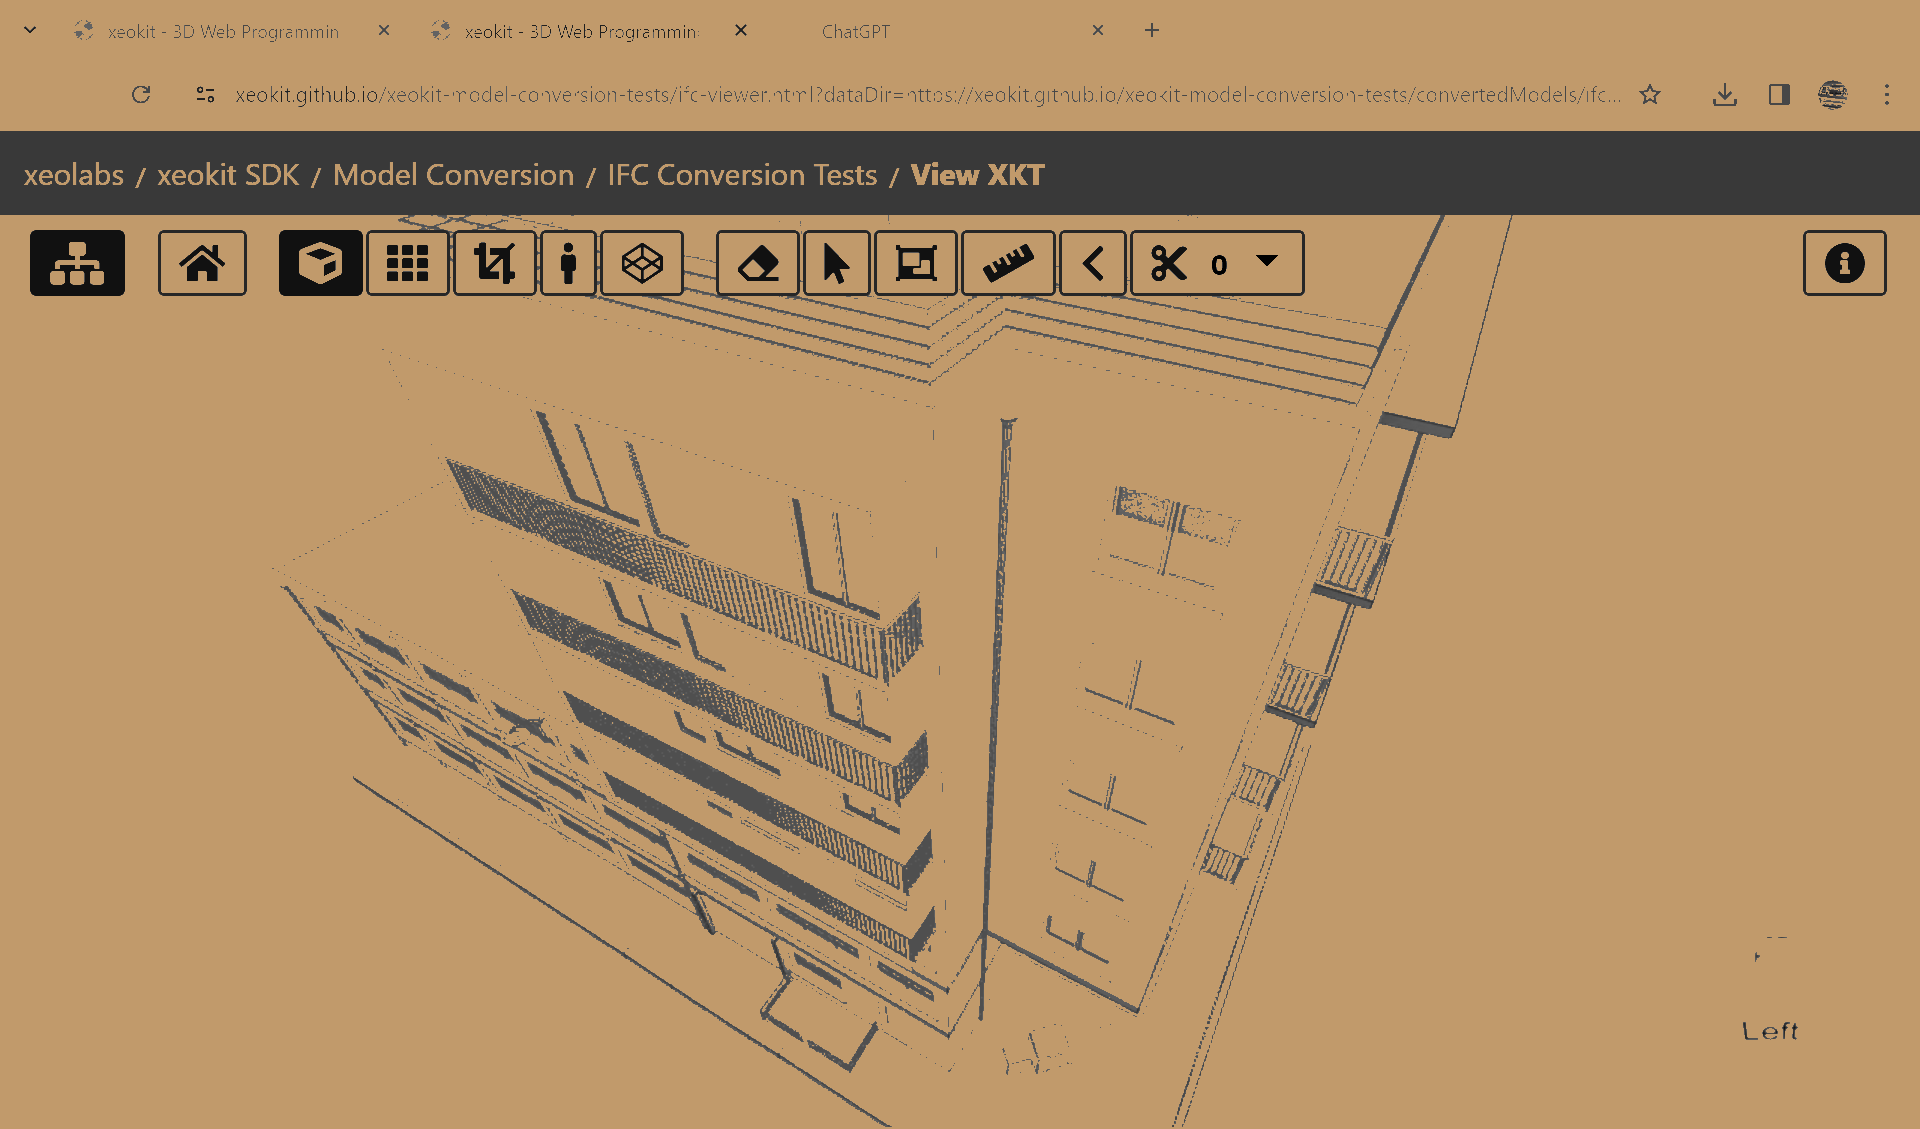 xeokit - 3D Web Programmin xeokit - 3D Web Programmin ChatGPT
xeokit.github.io/xeokit-model-conversion-tests/ifc-viewer.html?dataDir=https://xeokit.github.io/xeokit-model-conversion-tests/convertedModels/ifc...
xeolabs / xeokit SDK / Model Conversion / IFC Conversion Tests / View XKT
0
Left